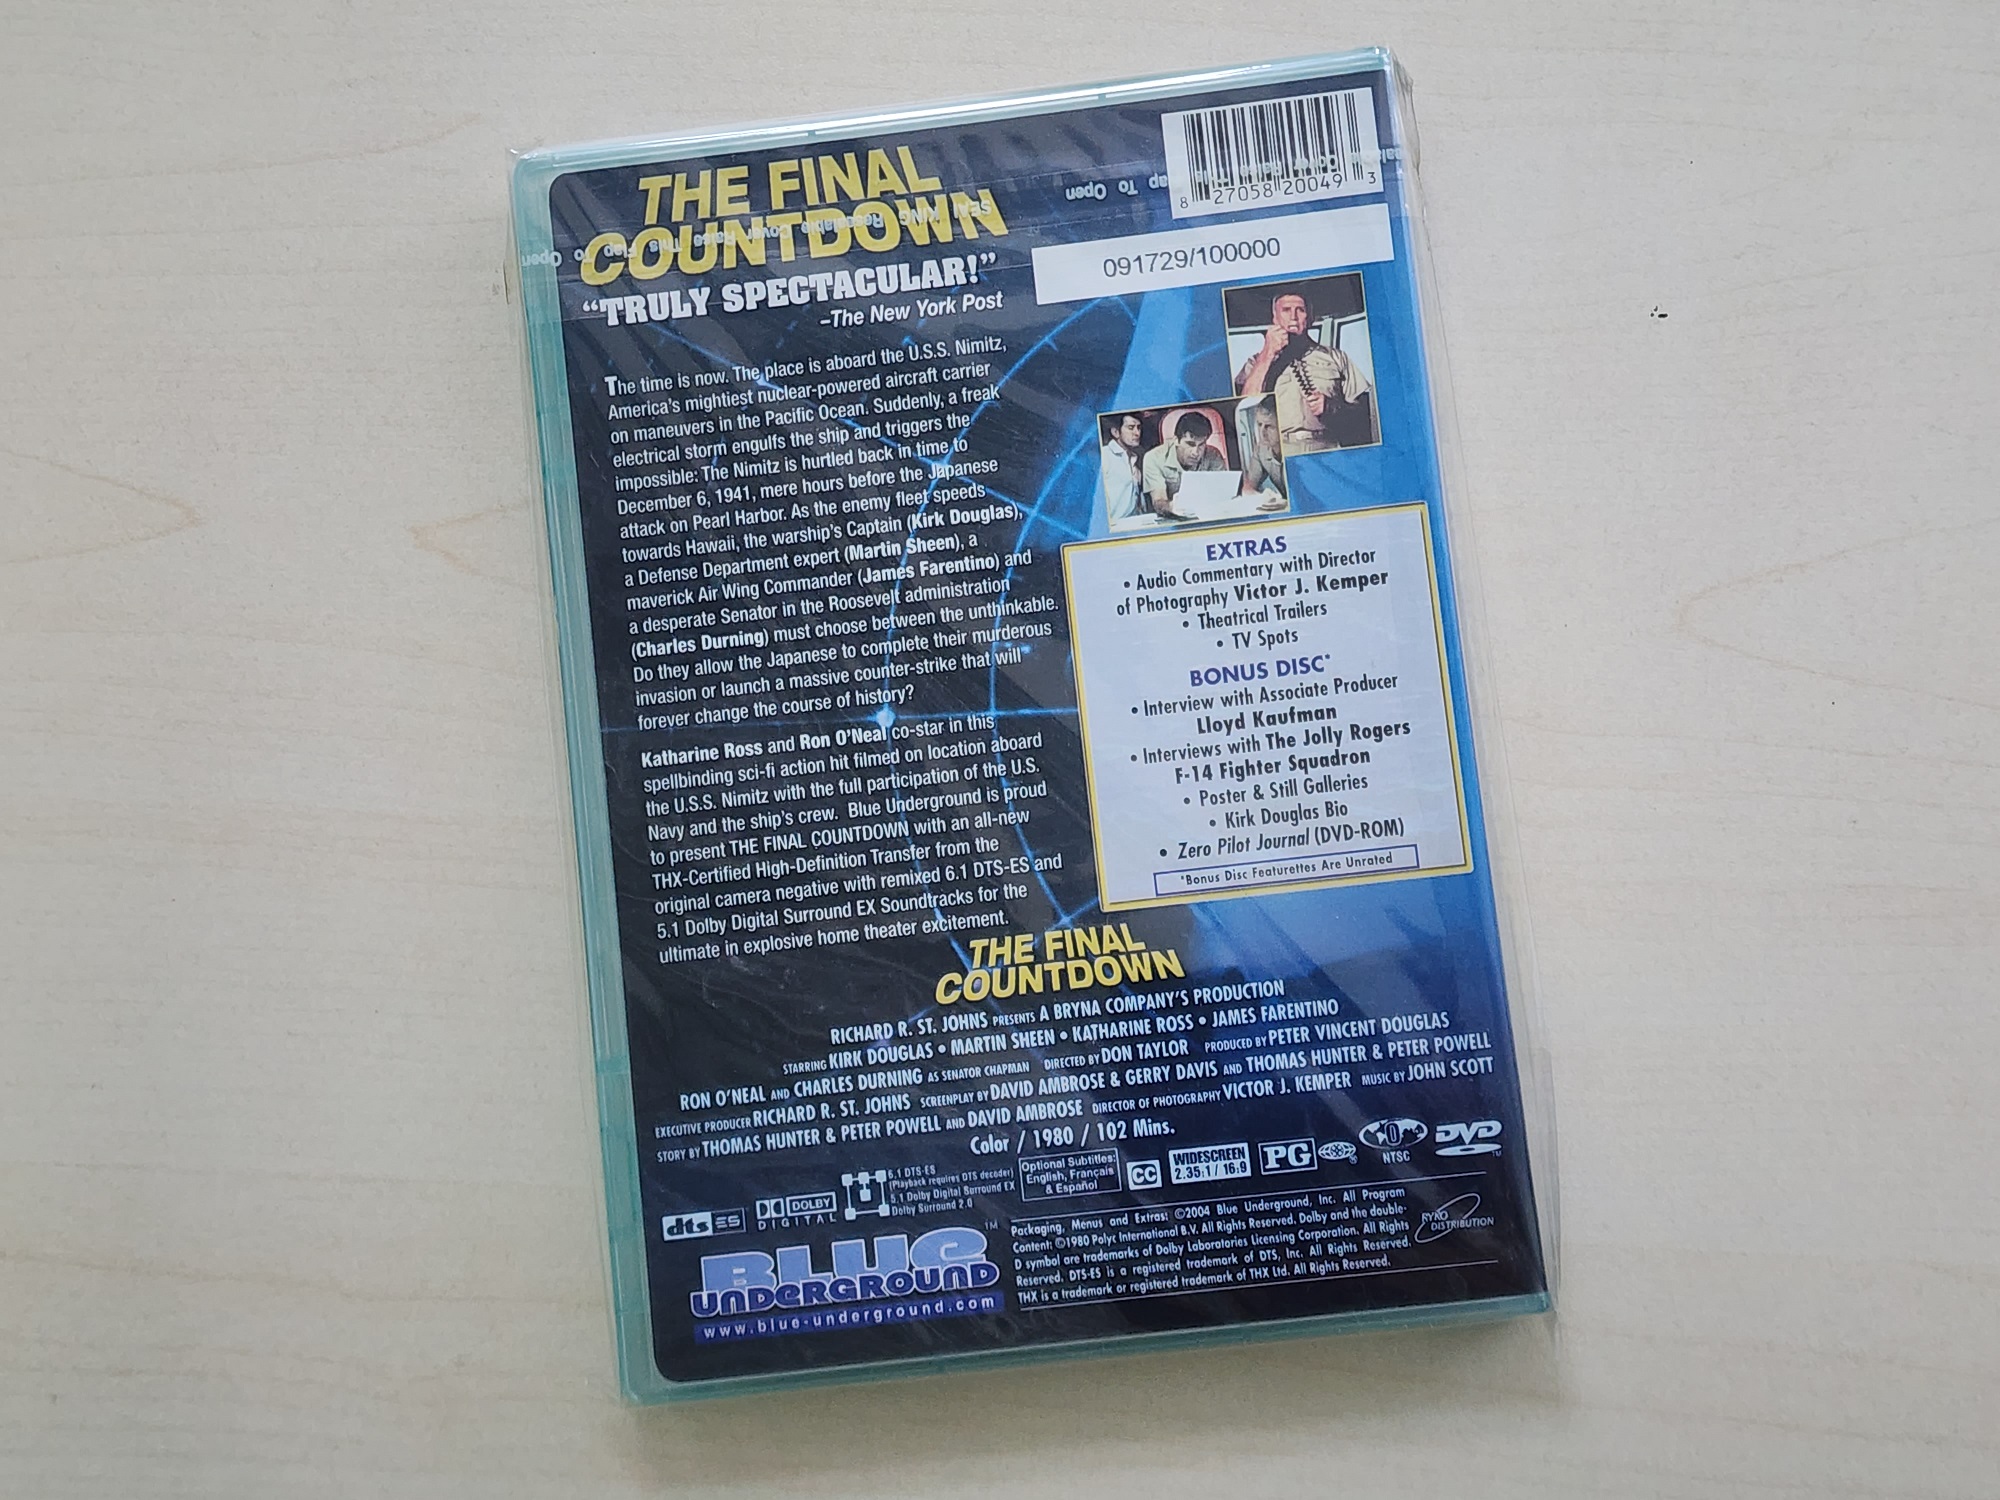 THE FINAL
COUNTDOWN
SEAL KING Resealable Cover Raise This Flap To Open
"TRULY SPECTACULAR!"
–The New York Post
8 27058 20049 3
091729/100000
The time is now. The place is aboard the U.S.S. Nimitz,
America's mightiest nuclear-powered aircraft carrier
on maneuvers in the Pacific Ocean. Suddenly, a freak
electrical storm engulfs the ship and triggers the
impossible: The Nimitz is hurtled back in time to
December 6, 1941, mere hours before the Japanese
attack on Pearl Harbor. As the enemy fleet speeds
towards Hawaii, the warship's Captain (Kirk Douglas),
a Defense Department expert (Martin Sheen), a
maverick Air Wing Commander (James Farentino) and
a desperate Senator in the Roosevelt administration
(Charles Durning) must choose between the unthinkable.
Do they allow the Japanese to complete their murderous
invasion or launch a massive counter-strike that will
forever change the course of history?
Katharine Ross and Ron O'Neal co-star in this
spellbinding sci-fi action hit filmed on location aboard
the U.S.S. Nimitz with the full participation of the U.S.
Navy and the ship's crew. Blue Underground is proud
to present THE FINAL COUNTDOWN with an all-new
THX-Certified High-Definition Transfer from the
original camera negative with remixed 6.1 DTS-ES and
5.1 Dolby Digital Surround EX Soundtracks for the
ultimate in explosive home theater excitement.
EXTRAS
• Audio Commentary with Director
of Photography Victor J. Kemper
• Theatrical Trailers
• TV Spots
BONUS DISC*
• Interview with Associate Producer
Lloyd Kaufman
• Interviews with The Jolly Rogers
F-14 Fighter Squadron
• Poster & Still Galleries
• Kirk Douglas Bio
• Zero Pilot Journal (DVD-ROM)
*Bonus Disc Featurettes Are Unrated
THE FINAL
COUNTDOWN
RICHARD R. ST. JOHNS PRESENTS A BRYNA COMPANY'S PRODUCTION
STARRING KIRK DOUGLAS • MARTIN SHEEN • KATHARINE ROSS • JAMES FARENTINO
RON O'NEAL AND CHARLES DURNING AS SENATOR CHAPMAN DIRECTED BY DON TAYLOR PRODUCED BY PETER VINCENT DOUGLAS
EXECUTIVE PRODUCER RICHARD R. ST. JOHNS SCREENPLAY BY DAVID AMBROSE & GERRY DAVIS AND THOMAS HUNTER & PETER POWELL
STORY BY THOMAS HUNTER & PETER POWELL AND DAVID AMBROSE DIRECTOR OF PHOTOGRAPHY VICTOR J. KEMPER MUSIC BY JOHN SCOTT
Color / 1980 / 102 Mins.
dts ES
DOLBY
DIGITAL
6.1 DTS-ES
(Playback requires DTS decoder)
5.1 Dolby Digital Surround EX
Dolby Surround 2.0
Optional Subtitles:
English, Français
& Español
CC
WIDESCREEN
2.35:1 / 16:9
PG
0
NTSC
DVD
BLUE
UNDERGROUND
™
www.blue-underground.com
Packaging, Menus and Extras: ©2004 Blue Underground, Inc. All Program
Content: ©1980 Polyc International B.V. All Rights Reserved. Dolby and the double-
D symbol are trademarks of Dolby Laboratories Licensing Corporation. All Rights
Reserved. DTS-ES is a registered trademark of DTS, Inc. All Rights Reserved.
THX is a trademark or registered trademark of THX Ltd. All Rights Reserved.
RYKO
DISTRIBUTION